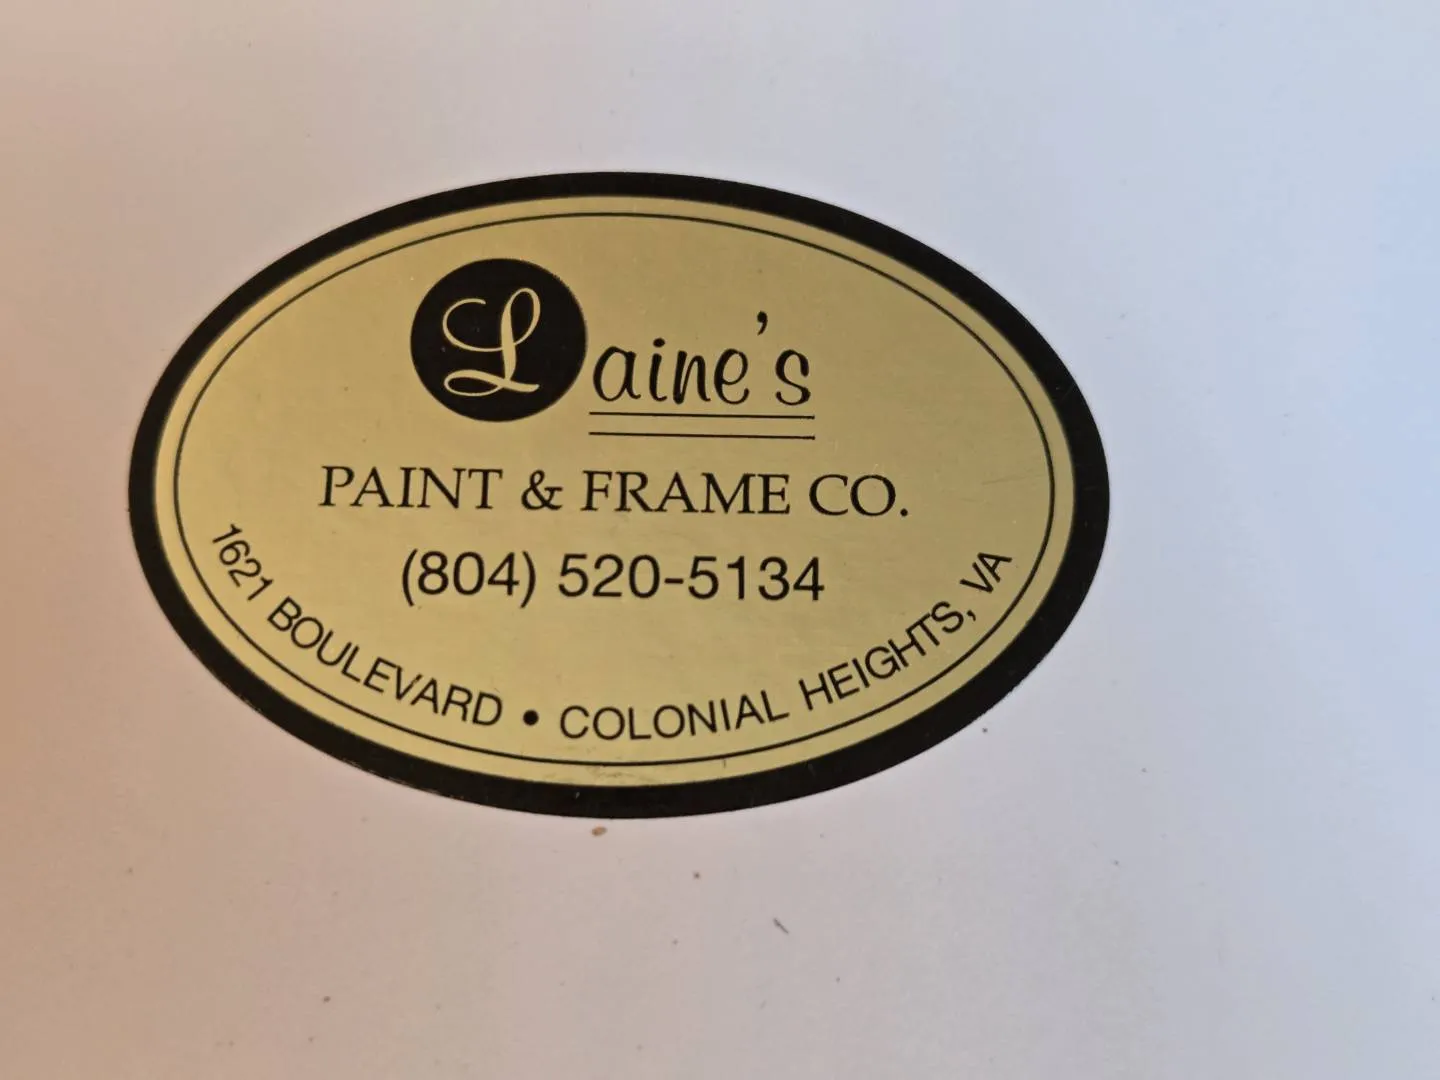 Laine's
PAINT & FRAME CO.
(804) 520-5134
1621 BOULEVARD • COLONIAL HEIGHTS, VA